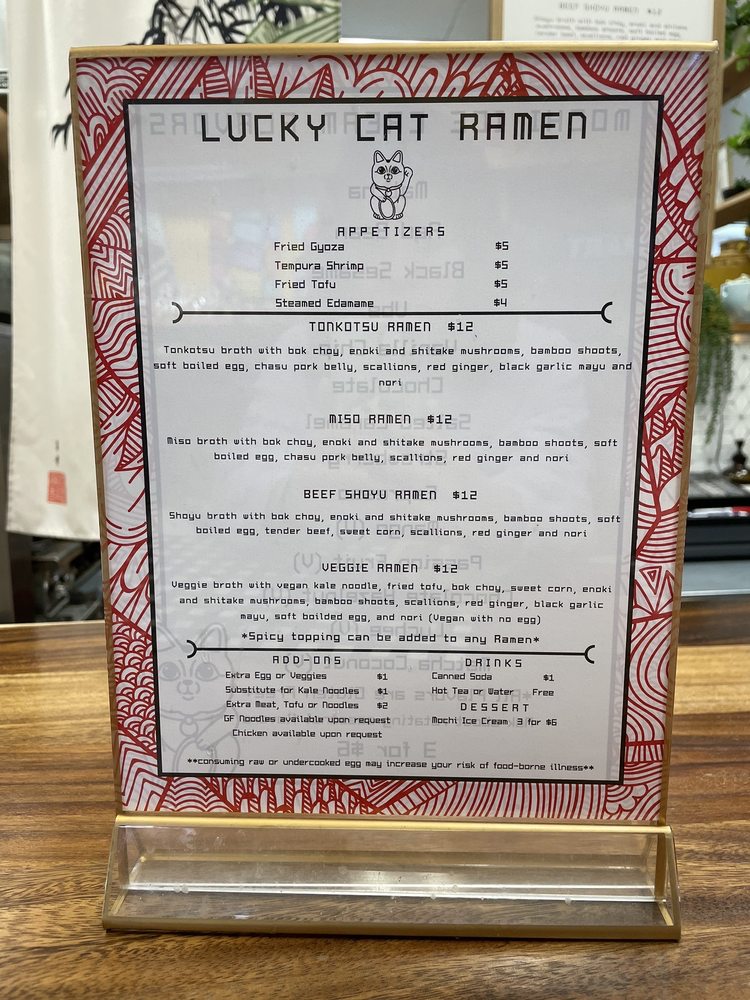 LUCKY CAT RAMEN
APPETIZERS
Fried Gyoza $5
Tempura Shrimp $5
Fried Tofu $5
Steamed Edamame $4
TONKOTSU RAMEN $12
Tonkotsu broth with bok choy, enoki and shitake mushrooms, bamboo shoots,
soft boiled egg, chasu pork belly, scallions, red ginger, black garlic mayu and
nori
MISO RAMEN $12
Miso broth with bok choy, enoki and shitake mushrooms, bamboo shoots, soft
boiled egg, chasu pork belly, scallions, red ginger and nori
BEEF SHOYU RAMEN $12
Shoyu broth with bok choy, enoki and shitake mushrooms, bamboo shoots, soft
boiled egg, tender beef, sweet corn, scallions, red ginger and nori
VEGGIE RAMEN $12
Veggie broth with vegan kale noodle, fried tofu, bok choy, sweet corn, enoki
and shitake mushrooms, bamboo shoots, scallions, red ginger, black garlic
mayu, soft boilded egg, and nori (Vegan with no egg)
*Spicy topping can be added to any Ramen*
ADD-ONS
Extra Egg or Veggies $1
Substitute for Kale Noodles $1
Extra Meat, Tofu or Noodles $2
GF Noodles available upon request
Chicken available upon request
DRINKS
Canned Soda $1
Hot Tea or Water Free
DESSERT
Mochi Ice Cream 3 for $6
**consuming raw or undercooked egg may increase your risk of food-borne illness**
BEEF SHOYU RAMEN $12